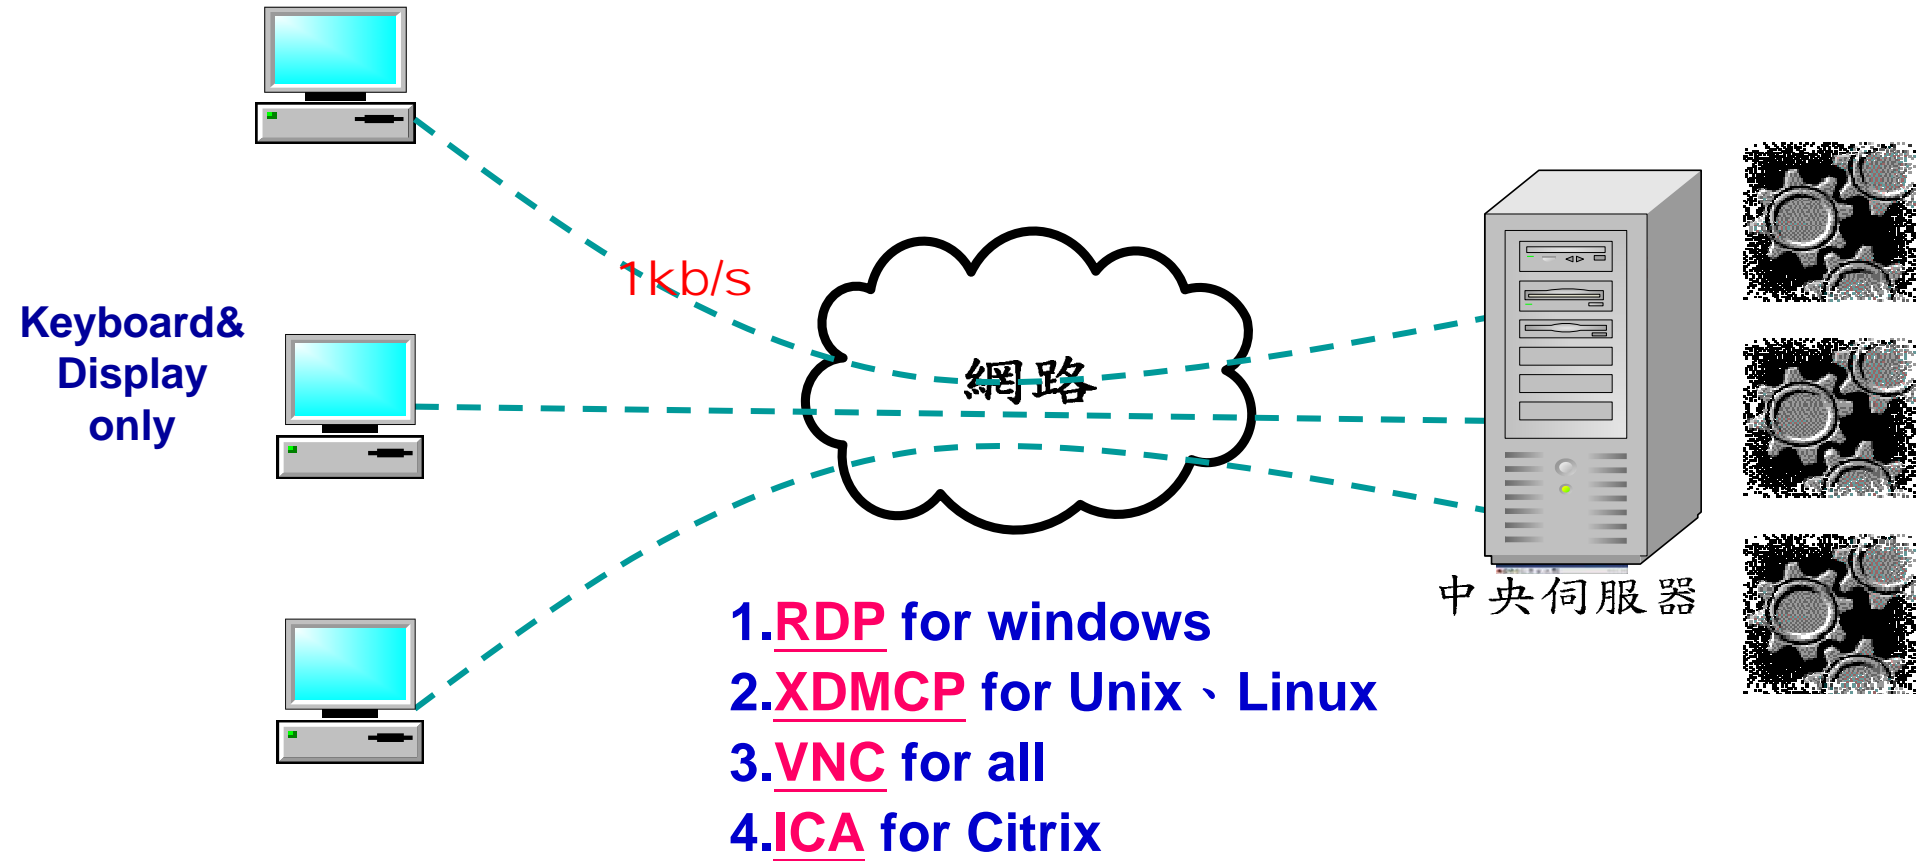 1kb/s
Keyboard&
Display
only
網路
中央伺服器
1.RDP for windows
2.XDMCP for Unix、Linux
3.VNC for all
4.ICA for Citrix